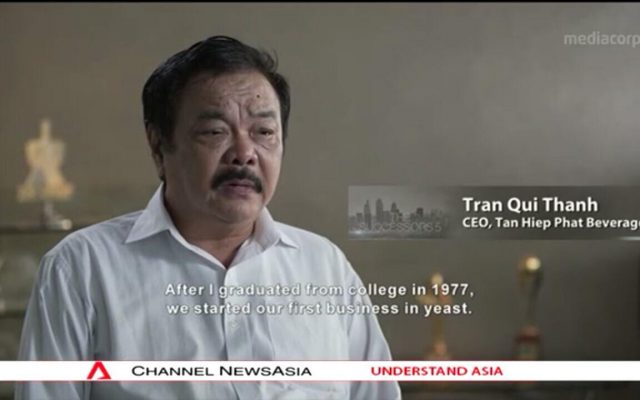 mediacorp
Tran Qui Thanh
CEO, Tan Hiep Phat Beverage
SUCCESSORS
After I graduated from college in 1977,
we started our first business in yeast.
CHANNEL NEWSASIA
UNDERSTAND ASIA